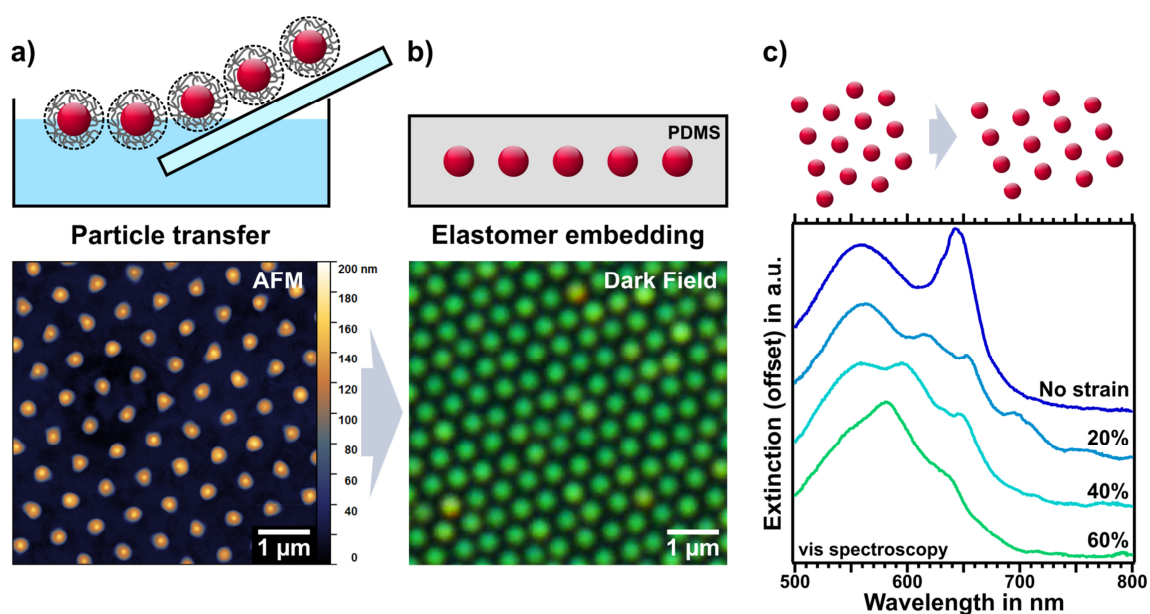 a)
b)
c)
PDMS
Particle transfer
Elastomer embedding
AFM
200 nm
180
160
140
120
100
80
60
40
20
0
1 µm
Dark Field
1 µm
Extinction (offset) in a.u.
No strain
20%
40%
60%
vis spectroscopy
500
600
700
800
Wavelength in nm